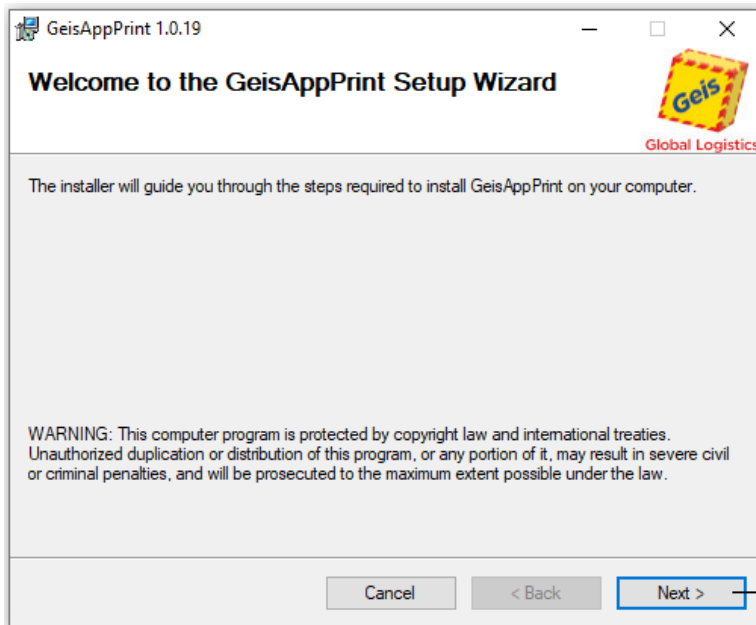 GeisAppPrint 1.0.19
Welcome to the GeisAppPrint Setup Wizard
Geis
Global Logistics
The installer will guide you through the steps required to install GeisAppPrint on your computer.
WARNING: This computer program is protected by copyright law and international treaties.
Unauthorized duplication or distribution of this program, or any portion of it, may result in severe civil
or criminal penalties, and will be prosecuted to the maximum extent possible under the law.
Cancel < Back Next >